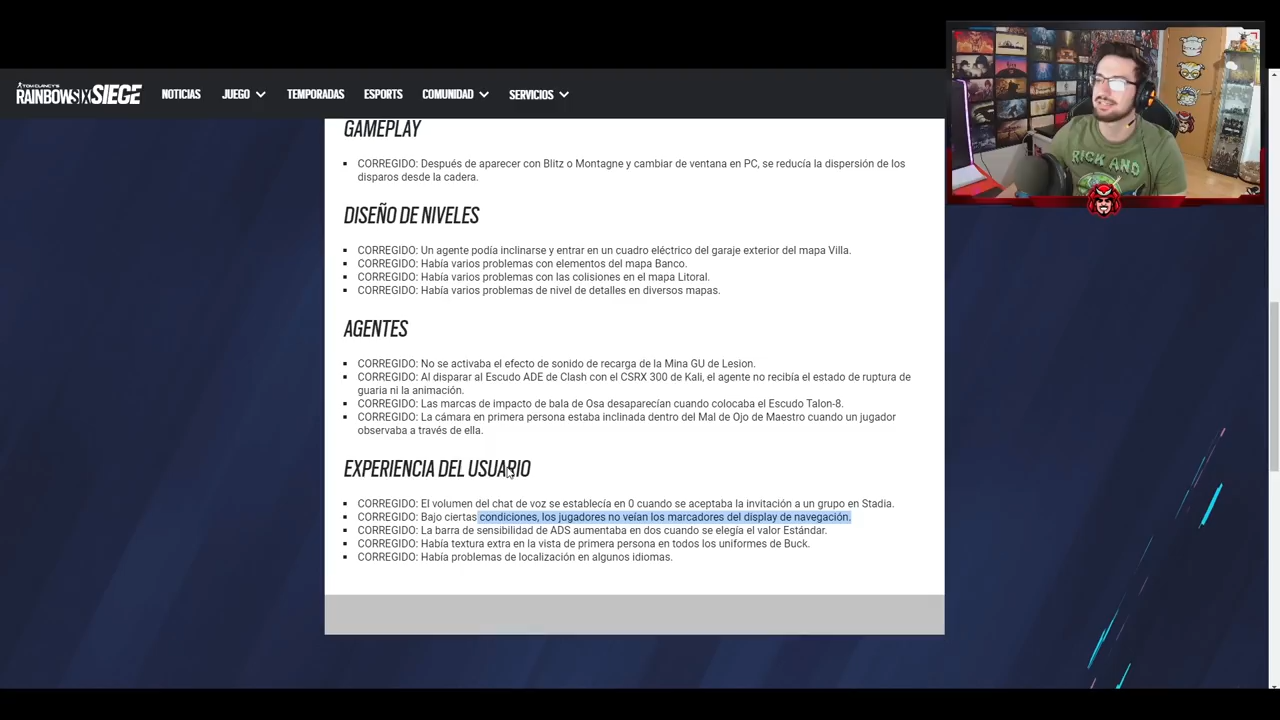 TOM CLANCY'S
RAINBOWSIX SIEGE
NOTICIAS
JUEGO
TEMPORADAS
ESPORTS
COMUNIDAD
SERVICIOS
RICK AND
GAMEPLAY
CORREGIDO: Después de aparecer con Blitz o Montagne y cambiar de ventana en PC, se reducía la dispersión de los
disparos desde la cadera.
DISEÑO DE NIVELES
CORREGIDO: Un agente podía inclinarse y entrar en un cuadro eléctrico del garaje exterior del mapa Villa.
CORREGIDO: Había varios problemas con elementos del mapa Banco.
CORREGIDO: Había varios problemas con las colisiones en el mapa Litoral.
CORREGIDO: Había varios problemas de nivel de detalles en diversos mapas.
AGENTES
CORREGIDO: No se activaba el efecto de sonido de recarga de la Mina GU de Lesion.
CORREGIDO: Al disparar al Escudo ADE de Clash con el CSRX 300 de Kali, el agente no recibía el estado de ruptura de
guaria ni la animación.
CORREGIDO: Las marcas de impacto de bala de Osa desaparecían cuando colocaba el Escudo Talon-8.
CORREGIDO: La cámara en primera persona estaba inclinada dentro del Mal de Ojo de Maestro cuando un jugador
observaba a través de ella.
EXPERIENCIA DEL USUARIO
CORREGIDO: El volumen del chat de voz se establecía en 0 cuando se aceptaba la invitación a un grupo en Stadia.
CORREGIDO: Bajo ciertas condiciones, los jugadores no veían los marcadores del display de navegación.
CORREGIDO: La barra de sensibilidad de ADS aumentaba en dos cuando se elegía el valor Estándar.
CORREGIDO: Había textura extra en la vista de primera persona en todos los uniformes de Buck.
CORREGIDO: Había problemas de localización en algunos idiomas.